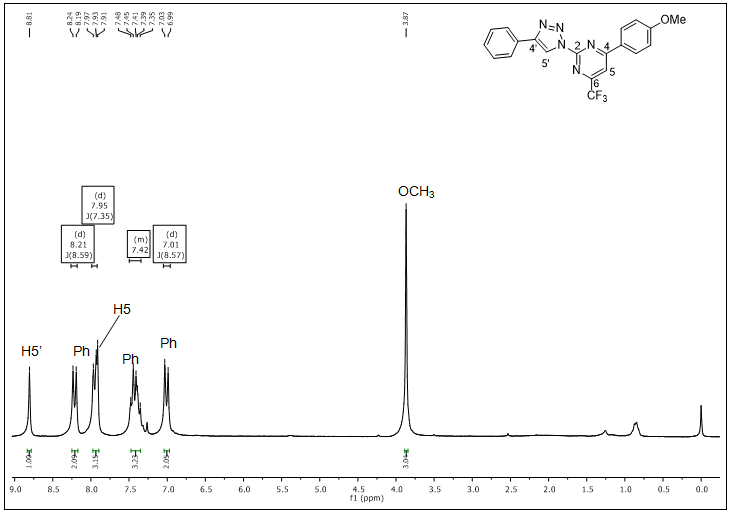 8.81
8.24
8.19
7.97
7.93
7.91
7.48
7.45
7.41
7.39
7.35
7.03
6.99
3.87
N
N
N
4'
5'
2
N
N
4
5
6
CF3
OMe
(d)
7.95
J(7.35)
(d)
8.21
J(8.59)
(m)
7.42
(d)
7.01
J(8.57)
OCH3
H5
H5'
Ph
Ph
Ph
1.00
2.09
3.15
3.23
2.05
3.04
9.0 8.5 8.0 7.5 7.0 6.5 6.0 5.5 5.0 4.5 4.0 3.5 3.0 2.5 2.0 1.5 1.0 0.5 0.0
f1 (ppm)